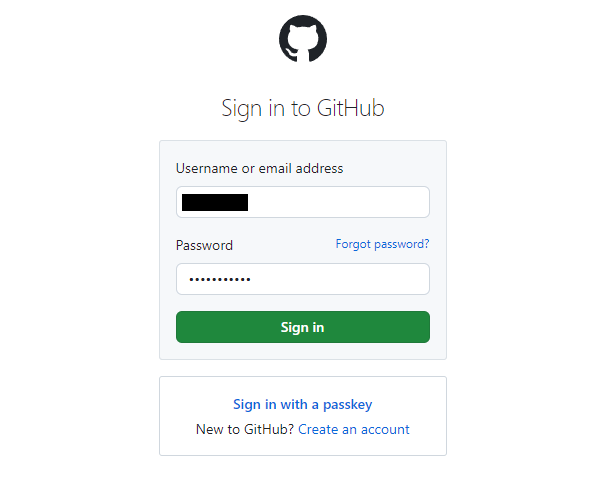 Sign in to GitHub
Username or email address
Password Forgot password?
•••••••••••
Sign in
Sign in with a passkey
New to GitHub? Create an account